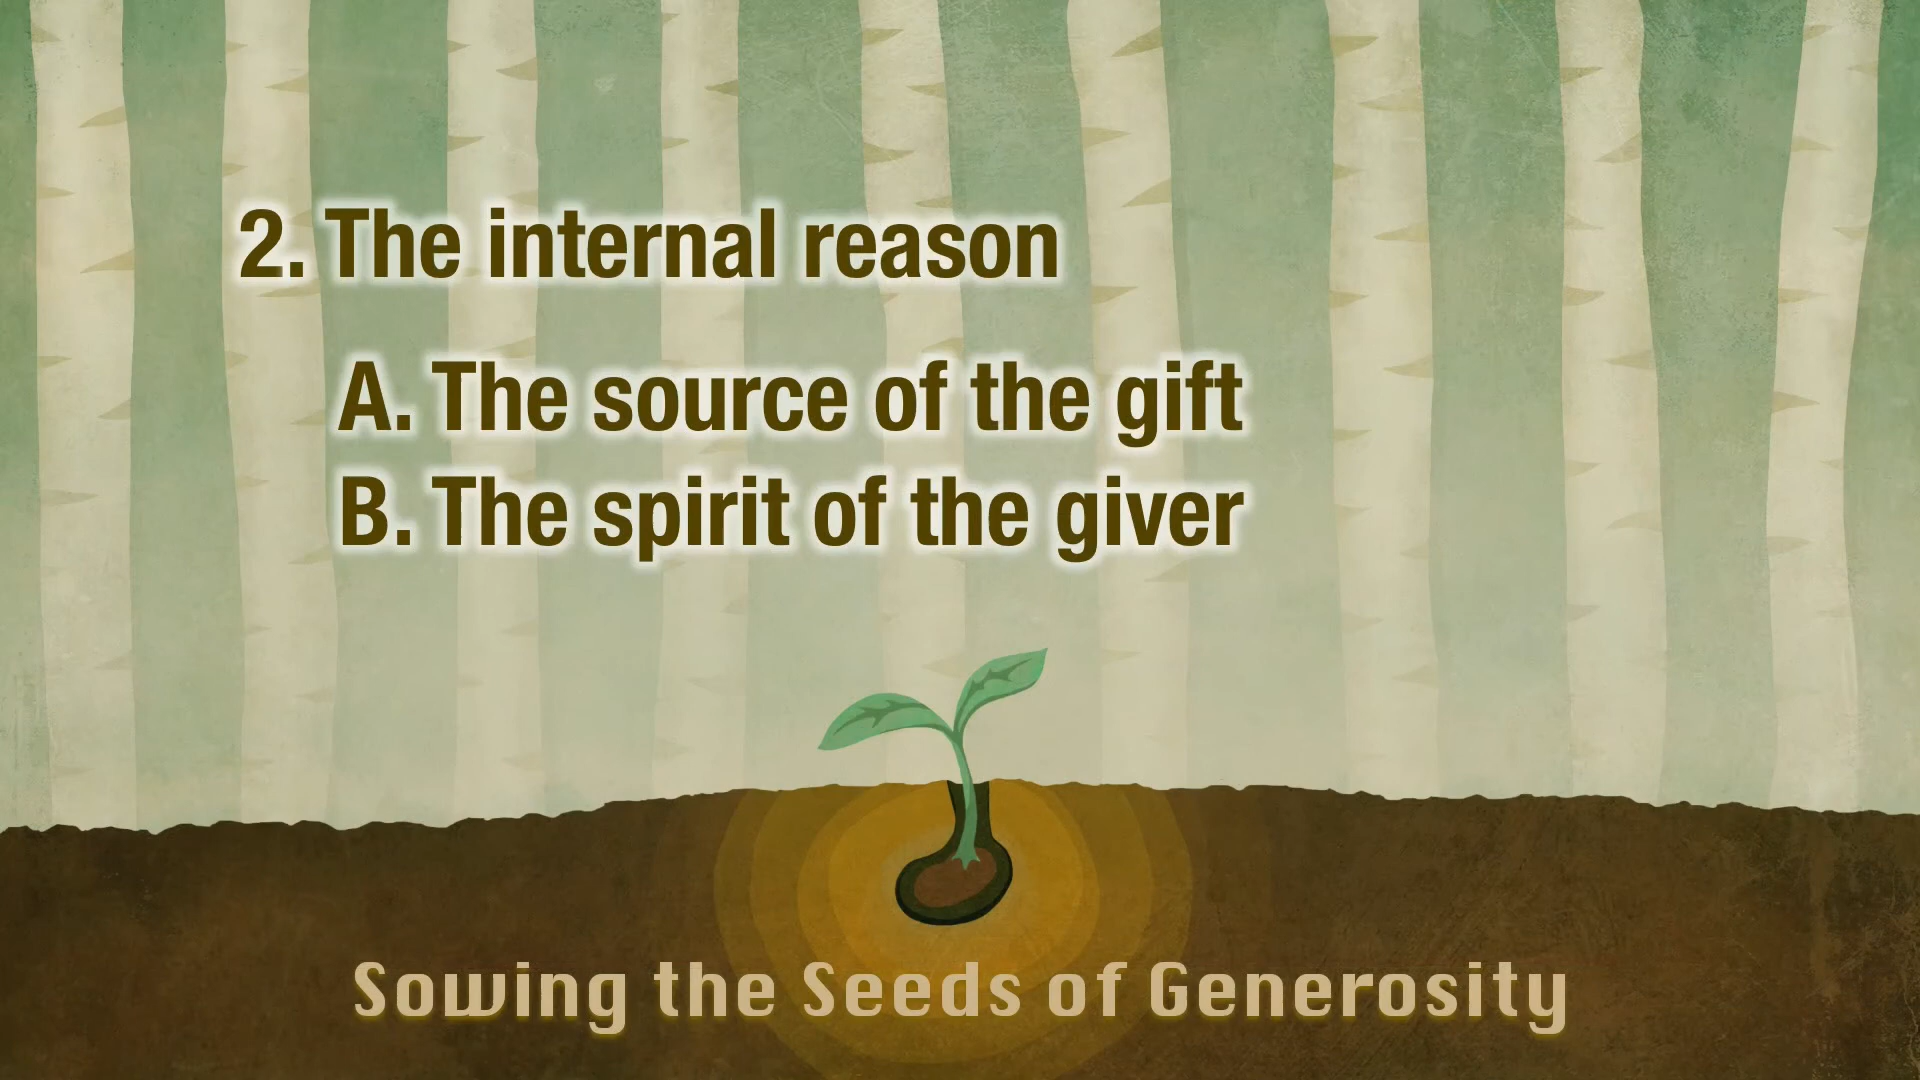 2. The internal reason
A. The source of the gift
B. The spirit of the giver
Sowing the Seeds of Generosity